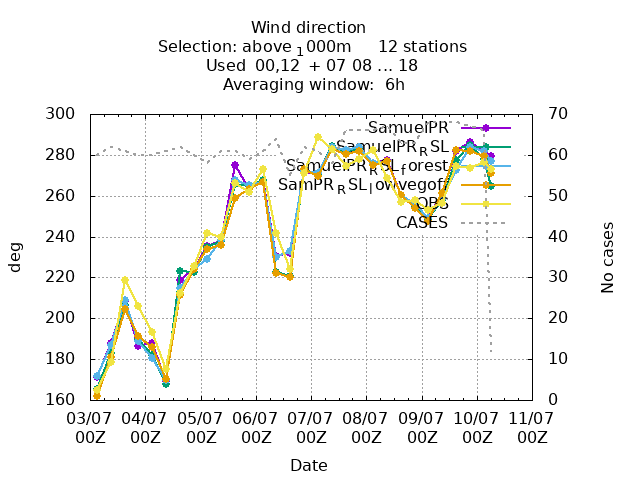 Wind direction
Selection: above 1000m 12 stations
Used 00,12 + 07 08 ... 18
Averaging window: 6h
deg
No cases
300
280
260
240
220
200
180
160
70
60
50
40
30
20
10
0
SamuelPR
SamuelPRRSL
SamuelPRRSLforest
SamPRRSLlowvegoff
OBS
CASES
03/07 04/07 05/07 06/07 07/07 08/07 09/07 10/07 11/07
00Z 00Z 00Z 00Z 00Z 00Z 00Z 00Z 00Z
Date